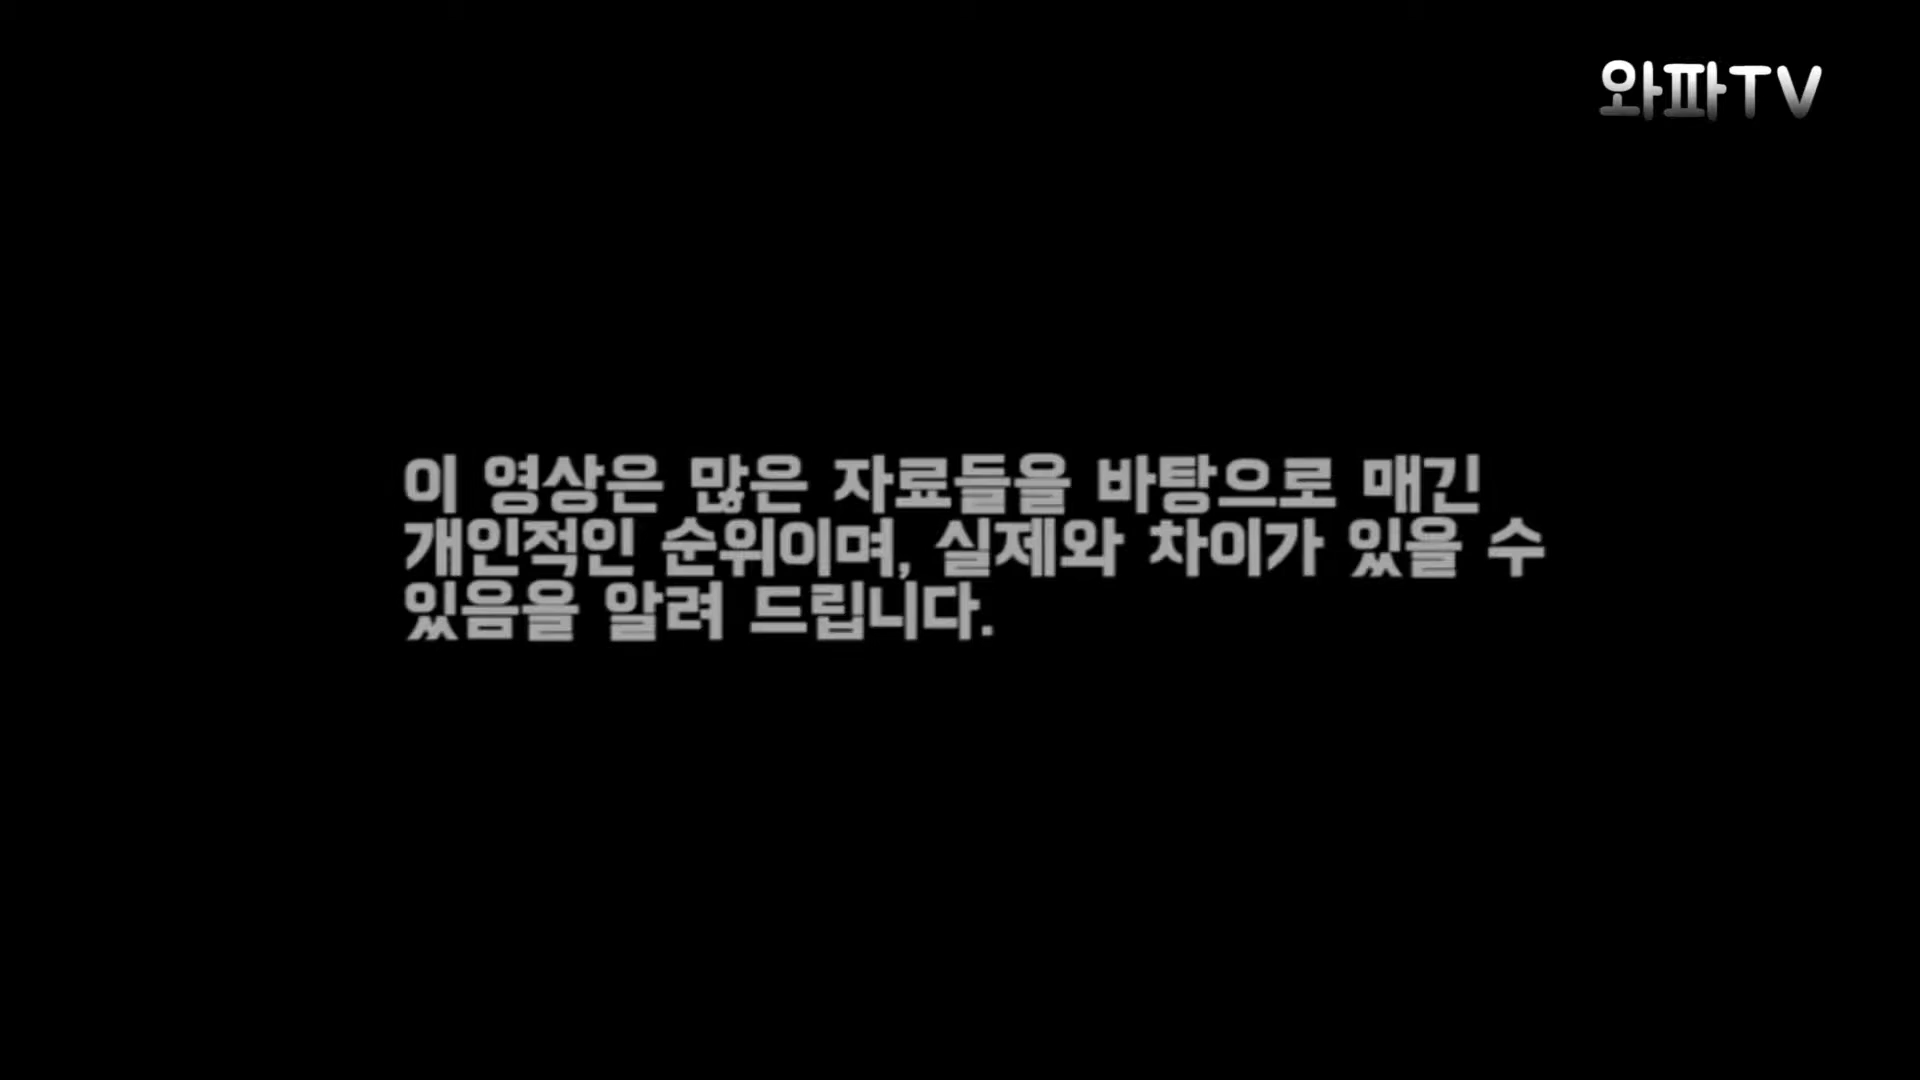 와파TV
이 영상은 많은 자료들을 바탕으로 매긴
개인적인 순위이며, 실제와 차이가 있을 수
있음을 알려 드립니다.